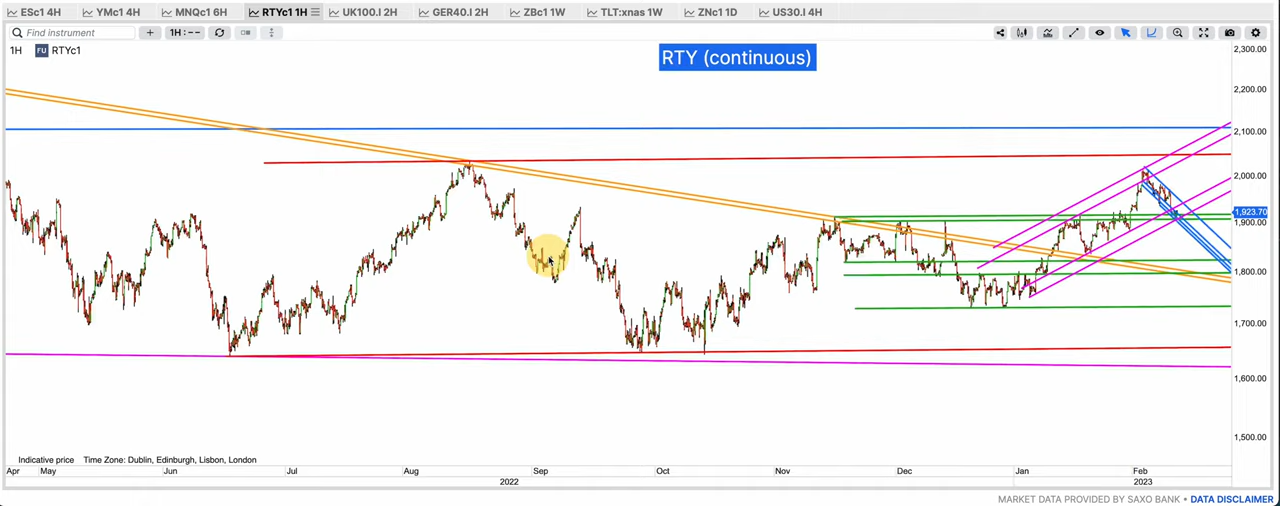 ESc1 4H YMc1 4H MNQc1 6H RTYc1 1H UK100.I 2H GER40.I 2H ZBc1 1W TLT:xnas 1W ZNc1 1D US30.I 4H
Find instrument 1H : - -
1H FU RTYc1
RTY (continuous)
2,300.00
2,200.00
2,100.00
2,000.00
1,923.70
1,900.00
1,800.00
1,700.00
1,600.00
1,500.00
Indicative price Time Zone: Dublin, Edinburgh, Lisbon, London
Apr May Jun Jul Aug Sep Oct Nov Dec Jan Feb
2022 2023
MARKET DATA PROVIDED BY SAXO BANK • DATA DISCLAIMER